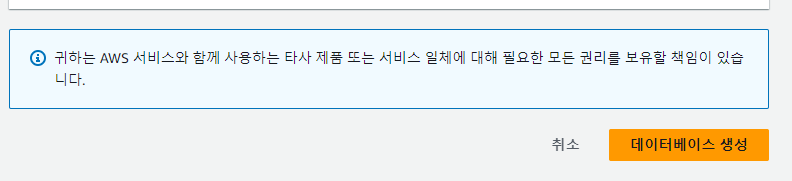 귀하는 AWS 서비스와 함께 사용하는 타사 제품 또는 서비스 일체에 대해 필요한 모든 권리를 보유할 책임이 있습
니다.
취소 데이터베이스 생성